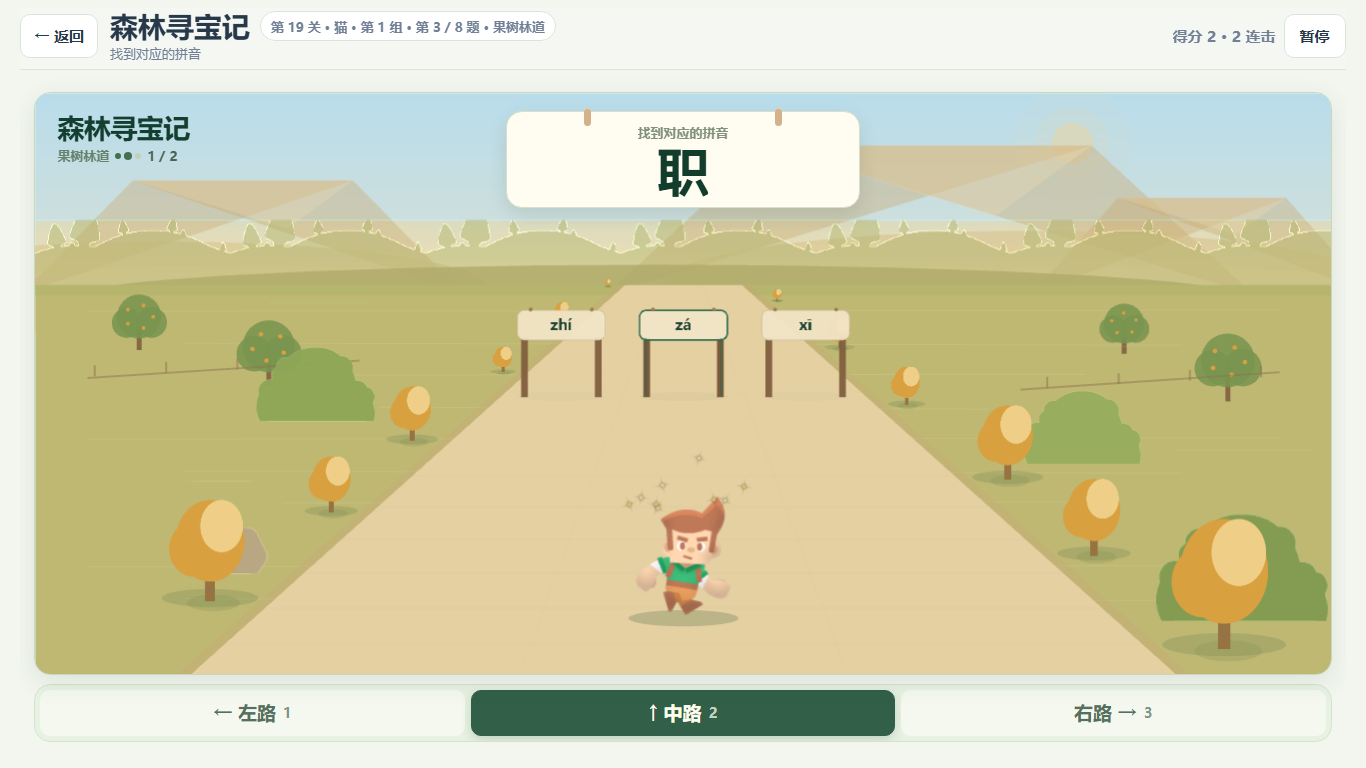 ← 返回
森林寻宝记
第 19 关 • 猫 • 第 1 组 • 第 3 / 8 题 • 果树林道
找到对应的拼音
得分 2 • 2 连击
暂停
森林寻宝记
果树林道 1 / 2
找到对应的拼音
职
zhí
zá
xī
← 左路 1
↑ 中路 2
右路 → 3